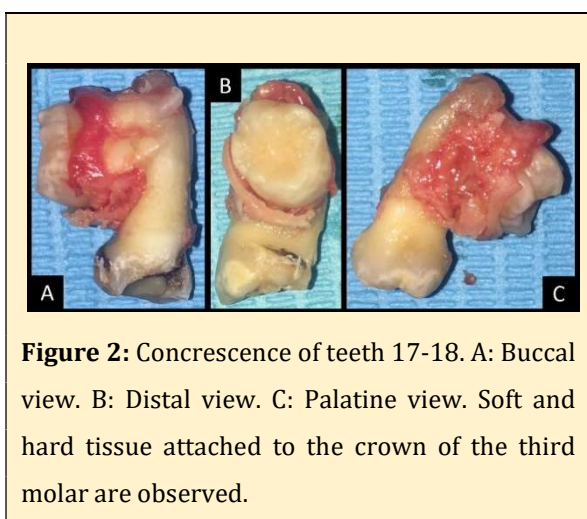 B
A
C
Figure 2: Concrescence of teeth 17-18. A: Buccal
view. B: Distal view. C: Palatine view. Soft and
hard tissue attached to the crown of the third
molar are observed.